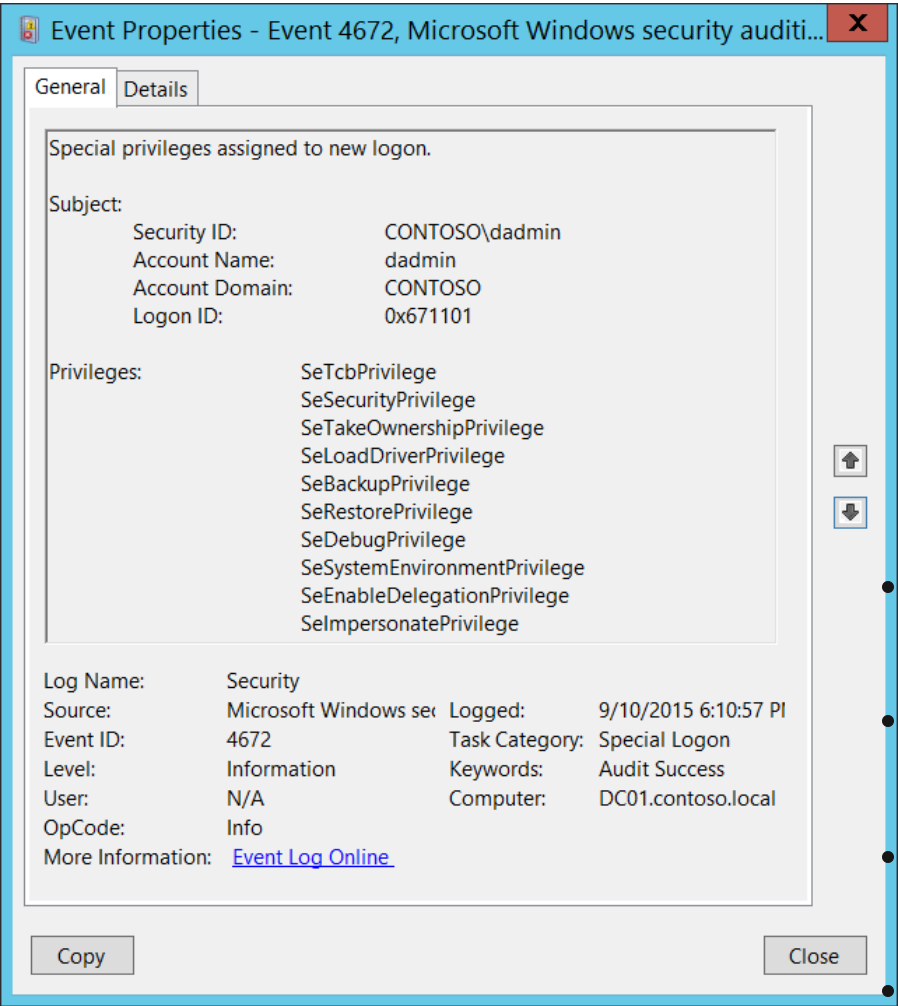 Event Properties - Event 4672, Microsoft Windows security auditi...
X
General Details
Special privileges assigned to new logon.
Subject:
Security ID: CONTOSO\dadmin
Account Name: dadmin
Account Domain: CONTOSO
Logon ID: 0x671101
Privileges: SeTcbPrivilege
SeSecurityPrivilege
SeTakeOwnershipPrivilege
SeLoadDriverPrivilege
SeBackupPrivilege
SeRestorePrivilege
SeDebugPrivilege
SeSystemEnvironmentPrivilege
SeEnableDelegationPrivilege
SeImpersonatePrivilege
Log Name: Security
Source: Microsoft Windows sec Logged: 9/10/2015 6:10:57 PM
Event ID: 4672 Task Category: Special Logon
Level: Information Keywords: Audit Success
User: N/A Computer: DC01.contoso.local
OpCode: Info
More Information: Event Log Online
Copy Close